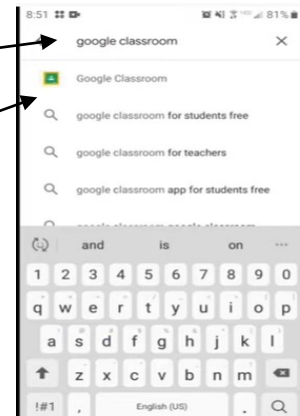 8:51 81%
google classroom
Google Classroom
google classroom for students free
google classroom for teachers
google classroom app for students free
and is on
1 2 3 4 5 6 7 8 9 0
q w e r t y u i o p
a s d f g h j k l
z x c v b n m
!#1 , English (US) .